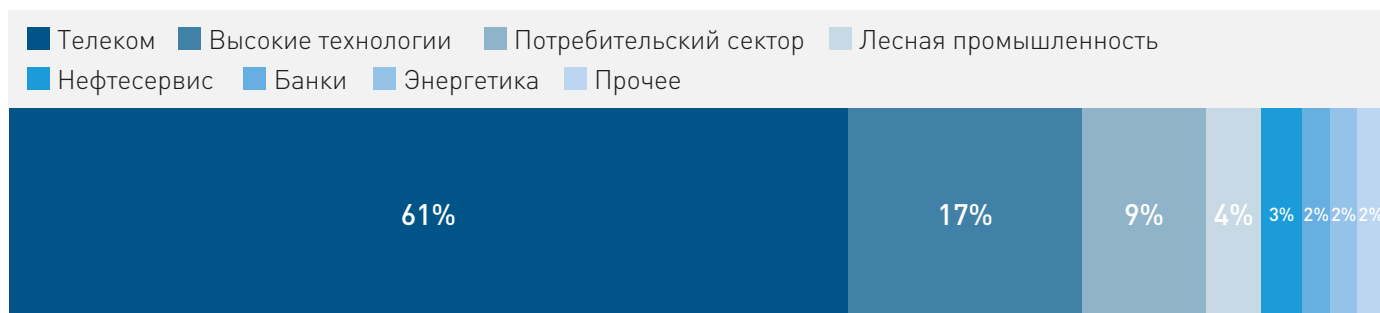 Телеком Высокие технологии Потребительский сектор Лесная промышленность
Нефтесервис Банки Энергетика Прочее
61% 17% 9% 4% 3% 2% 2% 2%